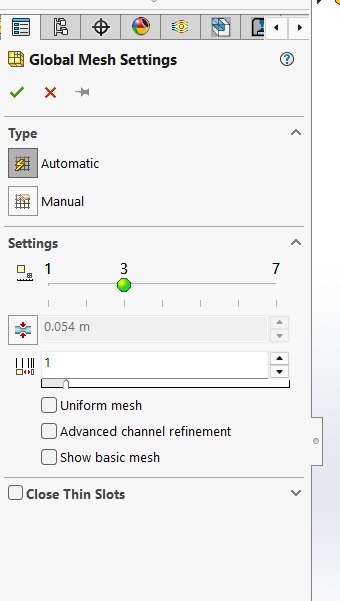 Global Mesh Settings
?
Type
Automatic
Manual
Settings
1 3 7
0.054 m
1
Uniform mesh
Advanced channel refinement
Show basic mesh
Close Thin Slots